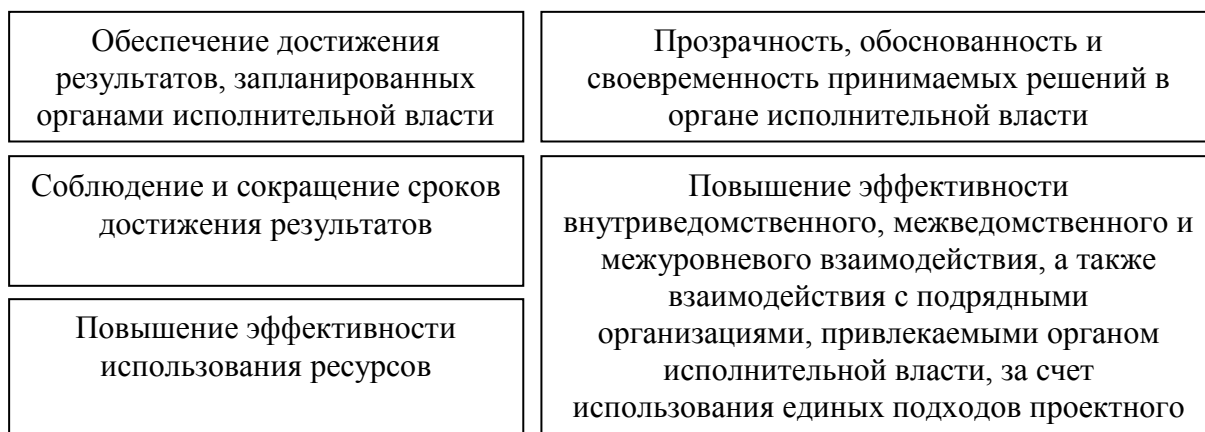 Обеспечение достижения
результатов, запланированных
органами исполнительной власти
Прозрачность, обоснованность и
своевременность принимаемых решений в
органе исполнительной власти
Соблюдение и сокращение сроков
достижения результатов
Повышение эффективности
использования ресурсов
Повышение эффективности
внутриведомственного, межведомственного и
межуровневого взаимодействия, а также
взаимодействия с подрядными
организациями, привлекаемыми органом
исполнительной власти, за счет
использования единых подходов проектного